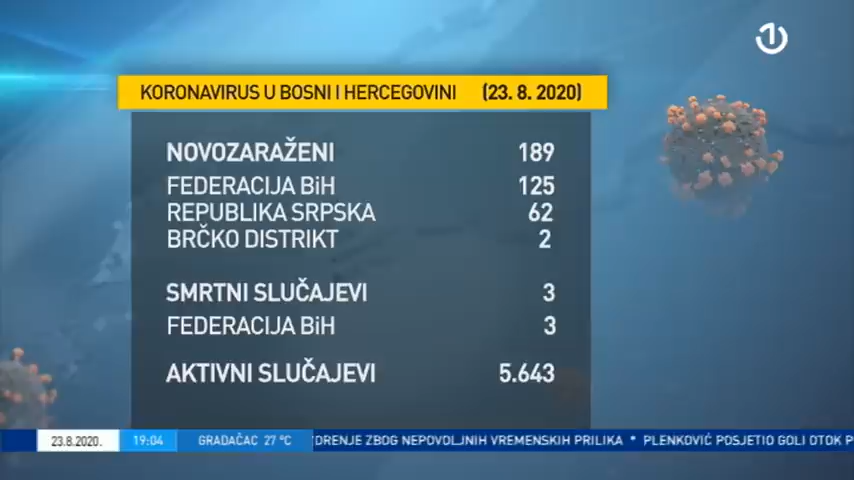 1
KORONAVIRUS U BOSNI I HERCEGOVINI (23. 8. 2020)
NOVOZARAŽENI 189
FEDERACIJA BiH 125
REPUBLIKA SRPSKA 62
BRČKO DISTRIKT 2
SMRTNI SLUČAJEVI 3
FEDERACIJA BiH 3
AKTIVNI SLUČAJEVI 5.643
23.8.2020. 19:04 GRADAČAC 27 °C DRENJE ZBOG NEPOVOLJNIH VREMENSKIH PRILIKA * PLENKOVIĆ POSJETIO GOLI OTOK P